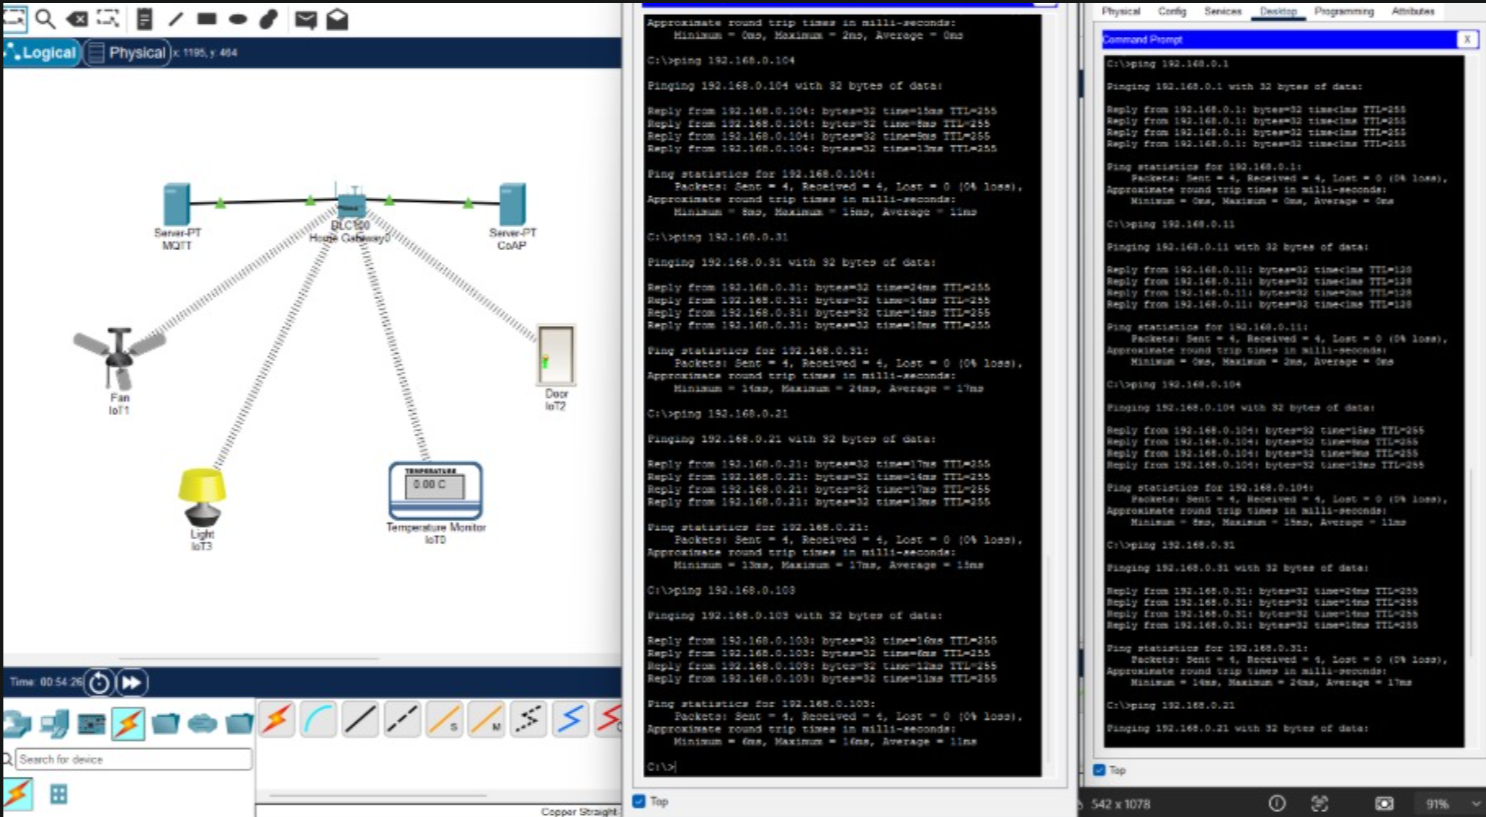 Logical
Physical
x: 1195, y: 464
Server-PT
MQTT
DLC100
Home Gateway0
Server-PT
CoAP
Fan
IoT1
Door
IoT2
Light
IoT3
TEMPERATURE
0.00 C
Temperature Monitor
IoT0
Time: 00:54:26
S
M
Search for device
Copper Straight-
Approximate round trip times in milli-seconds:
Minimum = 0ms, Maximum = 2ms, Average = 0ms
C:\>ping 192.168.0.104
Pinging 192.168.0.104 with 32 bytes of data:
Reply from 192.168.0.104: bytes=32 time=15ms TTL=255
Reply from 192.168.0.104: bytes=32 time=8ms TTL=255
Reply from 192.168.0.104: bytes=32 time=9ms TTL=255
Reply from 192.168.0.104: bytes=32 time=13ms TTL=255
Ping statistics for 192.168.0.104:
Packets: Sent = 4, Received = 4, Lost = 0 (0% loss),
Approximate round trip times in milli-seconds:
Minimum = 8ms, Maximum = 15ms, Average = 11ms
C:\>ping 192.168.0.31
Pinging 192.168.0.31 with 32 bytes of data:
Reply from 192.168.0.31: bytes=32 time=24ms TTL=255
Reply from 192.168.0.31: bytes=32 time=14ms TTL=255
Reply from 192.168.0.31: bytes=32 time=14ms TTL=255
Reply from 192.168.0.31: bytes=32 time=18ms TTL=255
Ping statistics for 192.168.0.31:
Packets: Sent = 4, Received = 4, Lost = 0 (0% loss),
Approximate round trip times in milli-seconds:
Minimum = 14ms, Maximum = 24ms, Average = 17ms
C:\>ping 192.168.0.21
Pinging 192.168.0.21 with 32 bytes of data:
Reply from 192.168.0.21: bytes=32 time=17ms TTL=255
Reply from 192.168.0.21: bytes=32 time=14ms TTL=255
Reply from 192.168.0.21: bytes=32 time=17ms TTL=255
Reply from 192.168.0.21: bytes=32 time=13ms TTL=255
Ping statistics for 192.168.0.21:
Packets: Sent = 4, Received = 4, Lost = 0 (0% loss),
Approximate round trip times in milli-seconds:
Minimum = 13ms, Maximum = 17ms, Average = 15ms
C:\>ping 192.168.0.103
Pinging 192.168.0.103 with 32 bytes of data:
Reply from 192.168.0.103: bytes=32 time=16ms TTL=255
Reply from 192.168.0.103: bytes=32 time=6ms TTL=255
Reply from 192.168.0.103: bytes=32 time=12ms TTL=255
Reply from 192.168.0.103: bytes=32 time=11ms TTL=255
Ping statistics for 192.168.0.103:
Packets: Sent = 4, Received = 4, Lost = 0 (0% loss),
Approximate round trip times in milli-seconds:
Minimum = 6ms, Maximum = 16ms, Average = 11ms
C:\>
Top
Physical Config Services Desktop Programming Attributes
Command Prompt
X
C:\>ping 192.168.0.1
Pinging 192.168.0.1 with 32 bytes of data:
Reply from 192.168.0.1: bytes=32 time<1ms TTL=255
Reply from 192.168.0.1: bytes=32 time<1ms TTL=255
Reply from 192.168.0.1: bytes=32 time<1ms TTL=255
Reply from 192.168.0.1: bytes=32 time<1ms TTL=255
Ping statistics for 192.168.0.1:
Packets: Sent = 4, Received = 4, Lost = 0 (0% loss),
Approximate round trip times in milli-seconds:
Minimum = 0ms, Maximum = 0ms, Average = 0ms
C:\>ping 192.168.0.11
Pinging 192.168.0.11 with 32 bytes of data:
Reply from 192.168.0.11: bytes=32 time<1ms TTL=128
Reply from 192.168.0.11: bytes=32 time<1ms TTL=128
Reply from 192.168.0.11: bytes=32 time=2ms TTL=128
Reply from 192.168.0.11: bytes=32 time<1ms TTL=128
Ping statistics for 192.168.0.11:
Packets: Sent = 4, Received = 4, Lost = 0 (0% loss),
Approximate round trip times in milli-seconds:
Minimum = 0ms, Maximum = 2ms, Average = 0ms
C:\>ping 192.168.0.104
Pinging 192.168.0.104 with 32 bytes of data:
Reply from 192.168.0.104: bytes=32 time=15ms TTL=255
Reply from 192.168.0.104: bytes=32 time=8ms TTL=255
Reply from 192.168.0.104: bytes=32 time=9ms TTL=255
Reply from 192.168.0.104: bytes=32 time=13ms TTL=255
Ping statistics for 192.168.0.104:
Packets: Sent = 4, Received = 4, Lost = 0 (0% loss),
Approximate round trip times in milli-seconds:
Minimum = 8ms, Maximum = 15ms, Average = 11ms
C:\>ping 192.168.0.31
Pinging 192.168.0.31 with 32 bytes of data:
Reply from 192.168.0.31: bytes=32 time=24ms TTL=255
Reply from 192.168.0.31: bytes=32 time=14ms TTL=255
Reply from 192.168.0.31: bytes=32 time=14ms TTL=255
Reply from 192.168.0.31: bytes=32 time=18ms TTL=255
Ping statistics for 192.168.0.31:
Packets: Sent = 4, Received = 4, Lost = 0 (0% loss),
Approximate round trip times in milli-seconds:
Minimum = 14ms, Maximum = 24ms, Average = 17ms
C:\>ping 192.168.0.21
Pinging 192.168.0.21 with 32 bytes of data:
Top
542 x 1078
91%